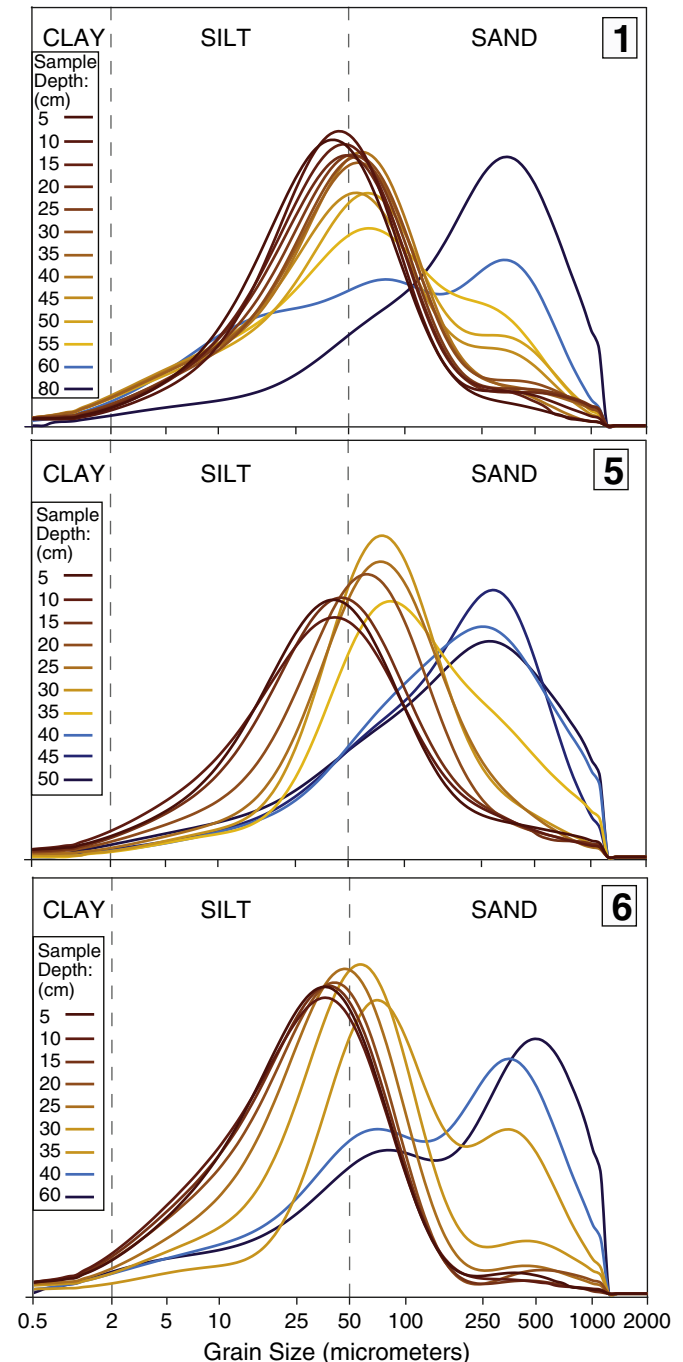 CLAY SILT SAND 1
Sample
Depth:
(cm)
5
10
15
20
25
30
35
40
45
50
55
60
80
CLAY SILT SAND 5
Sample
Depth:
(cm)
5
10
15
20
25
30
35
40
45
50
CLAY SILT SAND 6
Sample
Depth:
(cm)
5
10
15
20
25
30
35
40
60
0.5 2 5 10 25 50 100 250 500 1000 2000
Grain Size (micrometers)